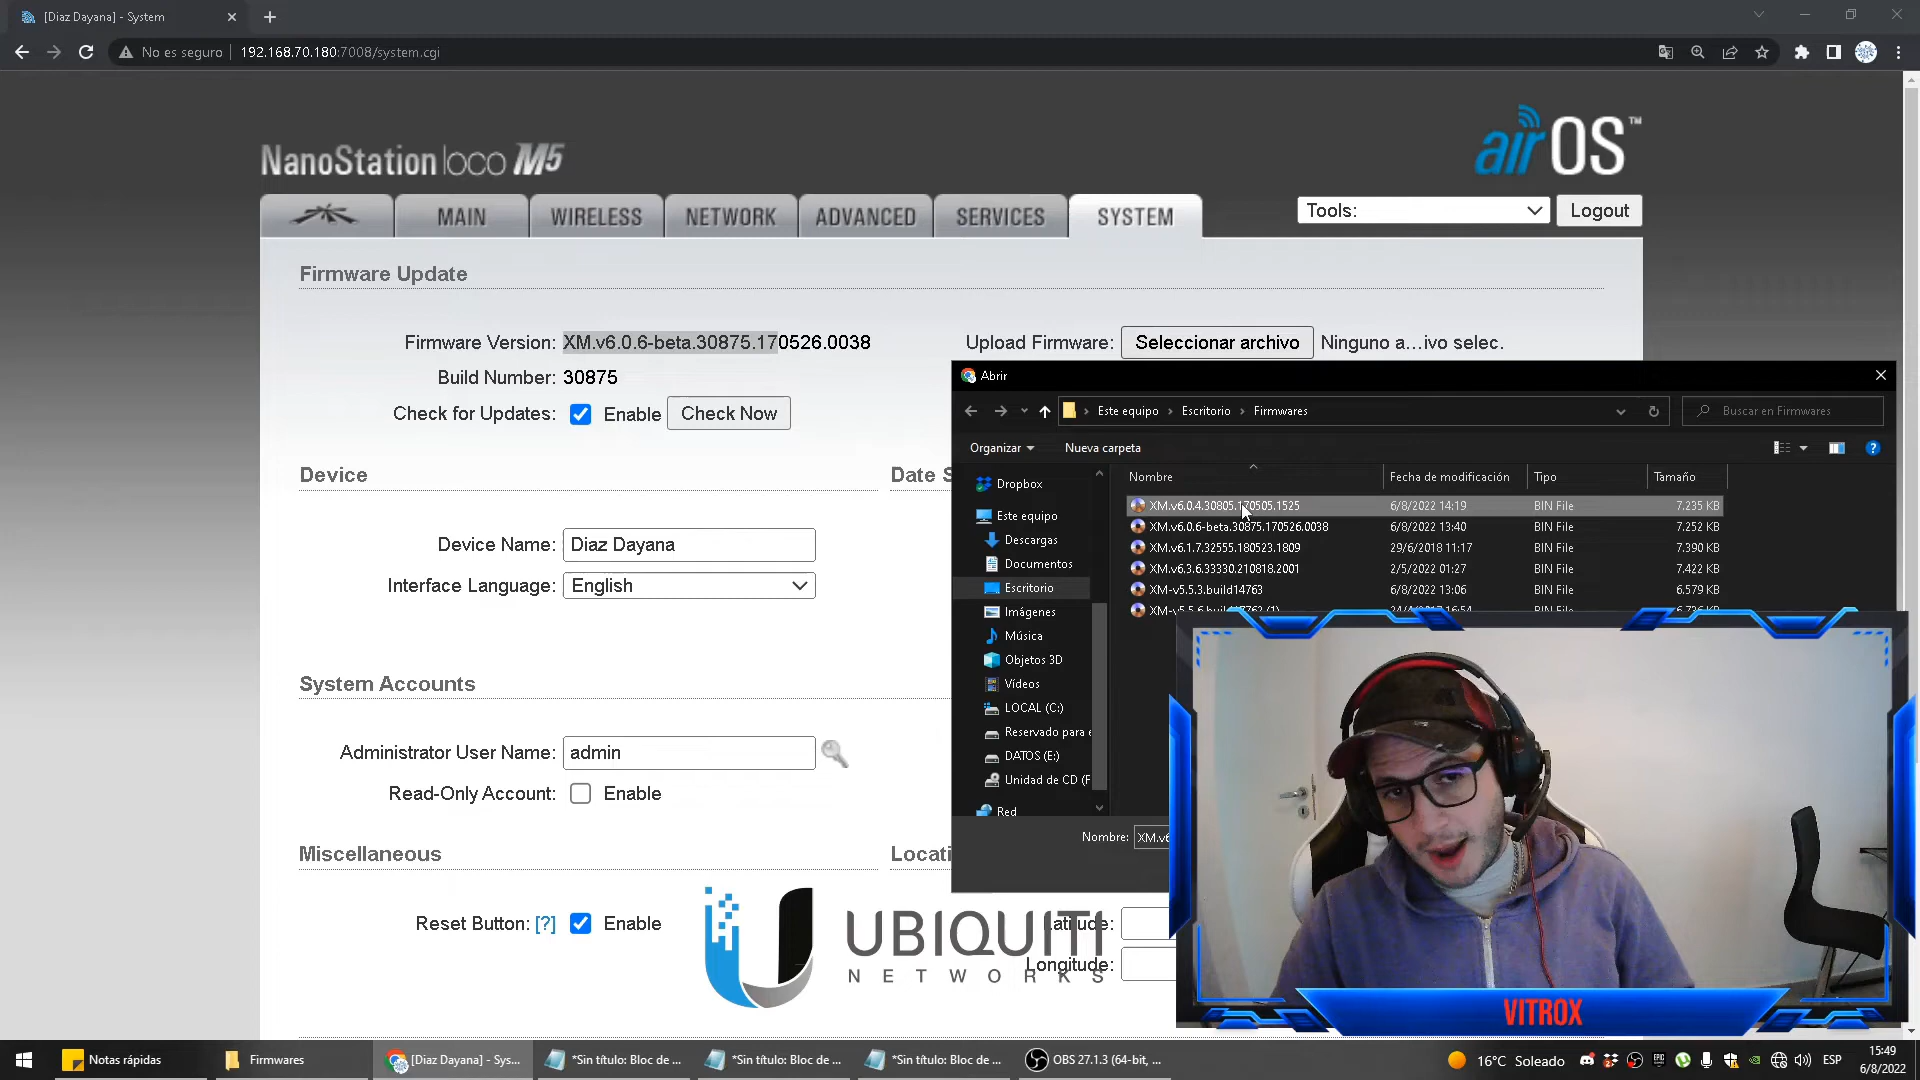 [Diaz Dayana] - System
No es seguro
192.168.70.180:7008/system.cgi
NanoStation loco M5
airOS™
MAIN
WIRELESS
NETWORK
ADVANCED
SERVICES
SYSTEM
Tools:
Logout
Firmware Update
Firmware Version: XM.v6.0.6-beta.30875.170526.0038
Upload Firmware: Seleccionar archivo Ninguno a...ivo selec.
Build Number: 30875
Check for Updates: Enable Check Now
Device
Date S
Device Name: Diaz Dayana
Interface Language: English
System Accounts
Administrator User Name: admin
Read-Only Account: Enable
Miscellaneous
Locati
Reset Button: [?] Enable
Latitude:
Longitude:
UBIQUITI
NETWORKS
Abrir
Este equipo › Escritorio › Firmwares
Buscar en Firmwares
Organizar
Nueva carpeta
Nombre
Fecha de modificación
Tipo
Tamaño
XM.v6.0.4.30805.170505.1525 6/8/2022 14:19 BIN File 7.235 KB
XM.v6.0.6-beta.30875.170526.0038 6/8/2022 13:40 BIN File 7.252 KB
XM.v6.1.7.32555.180523.1809 29/6/2018 11:17 BIN File 7.390 KB
XM.v6.3.6.33330.210818.2001 2/5/2022 01:27 BIN File 7.422 KB
XM-v5.5.3.build14763 6/8/2022 13:06 BIN File 6.579 KB
Dropbox
Este equipo
Descargas
Documentos
Escritorio
Imágenes
Música
Objetos 3D
Vídeos
LOCAL (C:)
Reservado para e
DATOS (E:)
Unidad de CD (F
Red
Nombre: XM.v6
VITROX
Notas rápidas
Firmwares
[Diaz Dayana] - Sys...
*Sin título: Bloc de ...
*Sin título: Bloc de ...
*Sin título: Bloc de ...
OBS 27.1.3 (64-bit, ...
16°C Soleado
ESP
15:49
6/8/2022